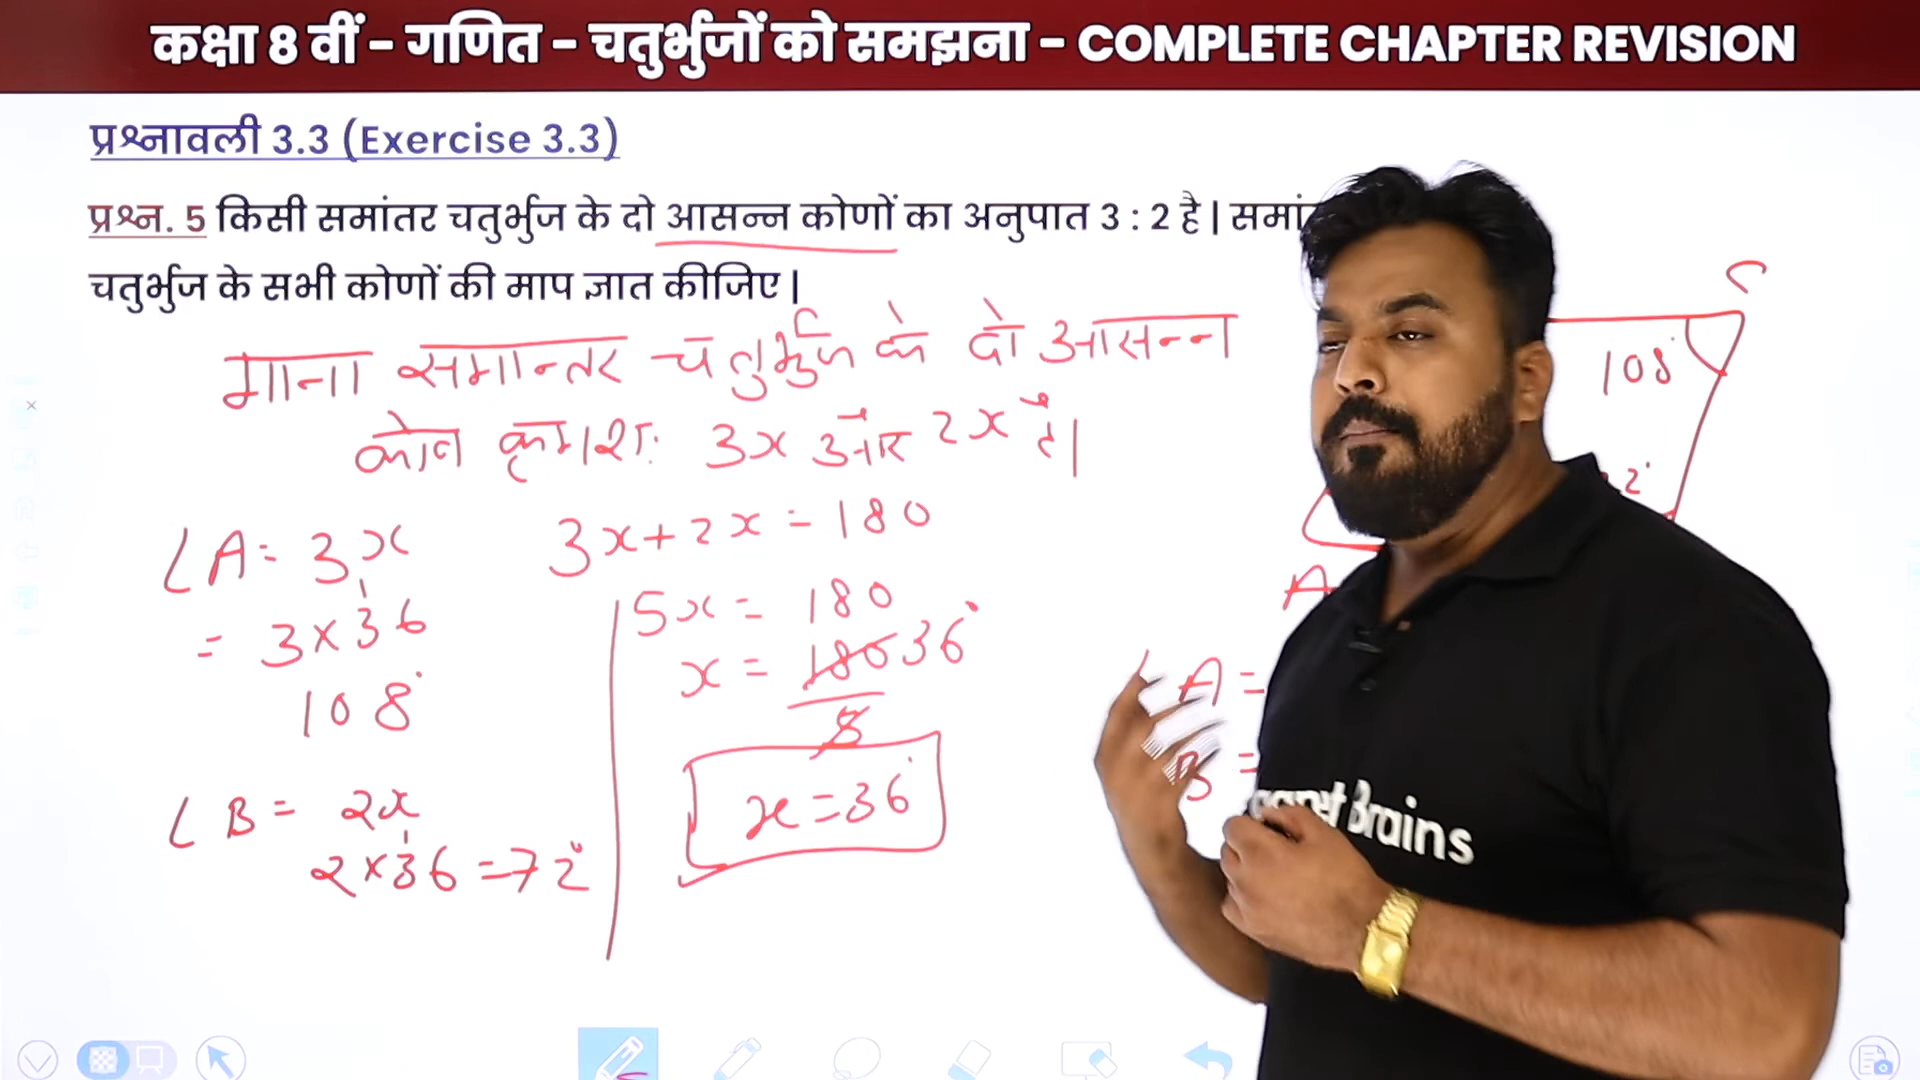 कक्षा 8 वीं – गणित – चतुर्भुजों को समझना – COMPLETE CHAPTER REVISION
प्रश्नावली 3.3 (Exercise 3.3)
प्रश्न. 5 किसी समांतर चतुर्भुज के दो आसन्न कोणों का अनुपात 3 : 2 है | समां
चतुर्भुज के सभी कोणों की माप ज्ञात कीजिए |
माना समान्तर चतुर्भुज के दो आसन्न
कोण क्रमशः 3x और 2x है।
∠A = 3x
= 3×36
108°
∠B = 2x
2×36 = 72°
3x+2x = 180
5x = 180
x = 180 36°
5
x = 36°
C
108°
2°
A
∠A =
B =
Brains